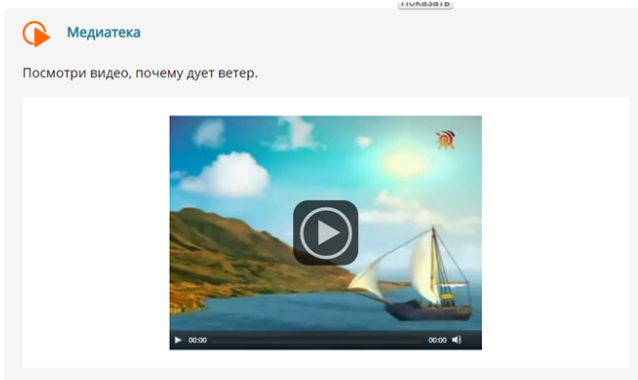 Показать
Медиатека
Посмотри видео, почему дует ветер.
00:00
00:00